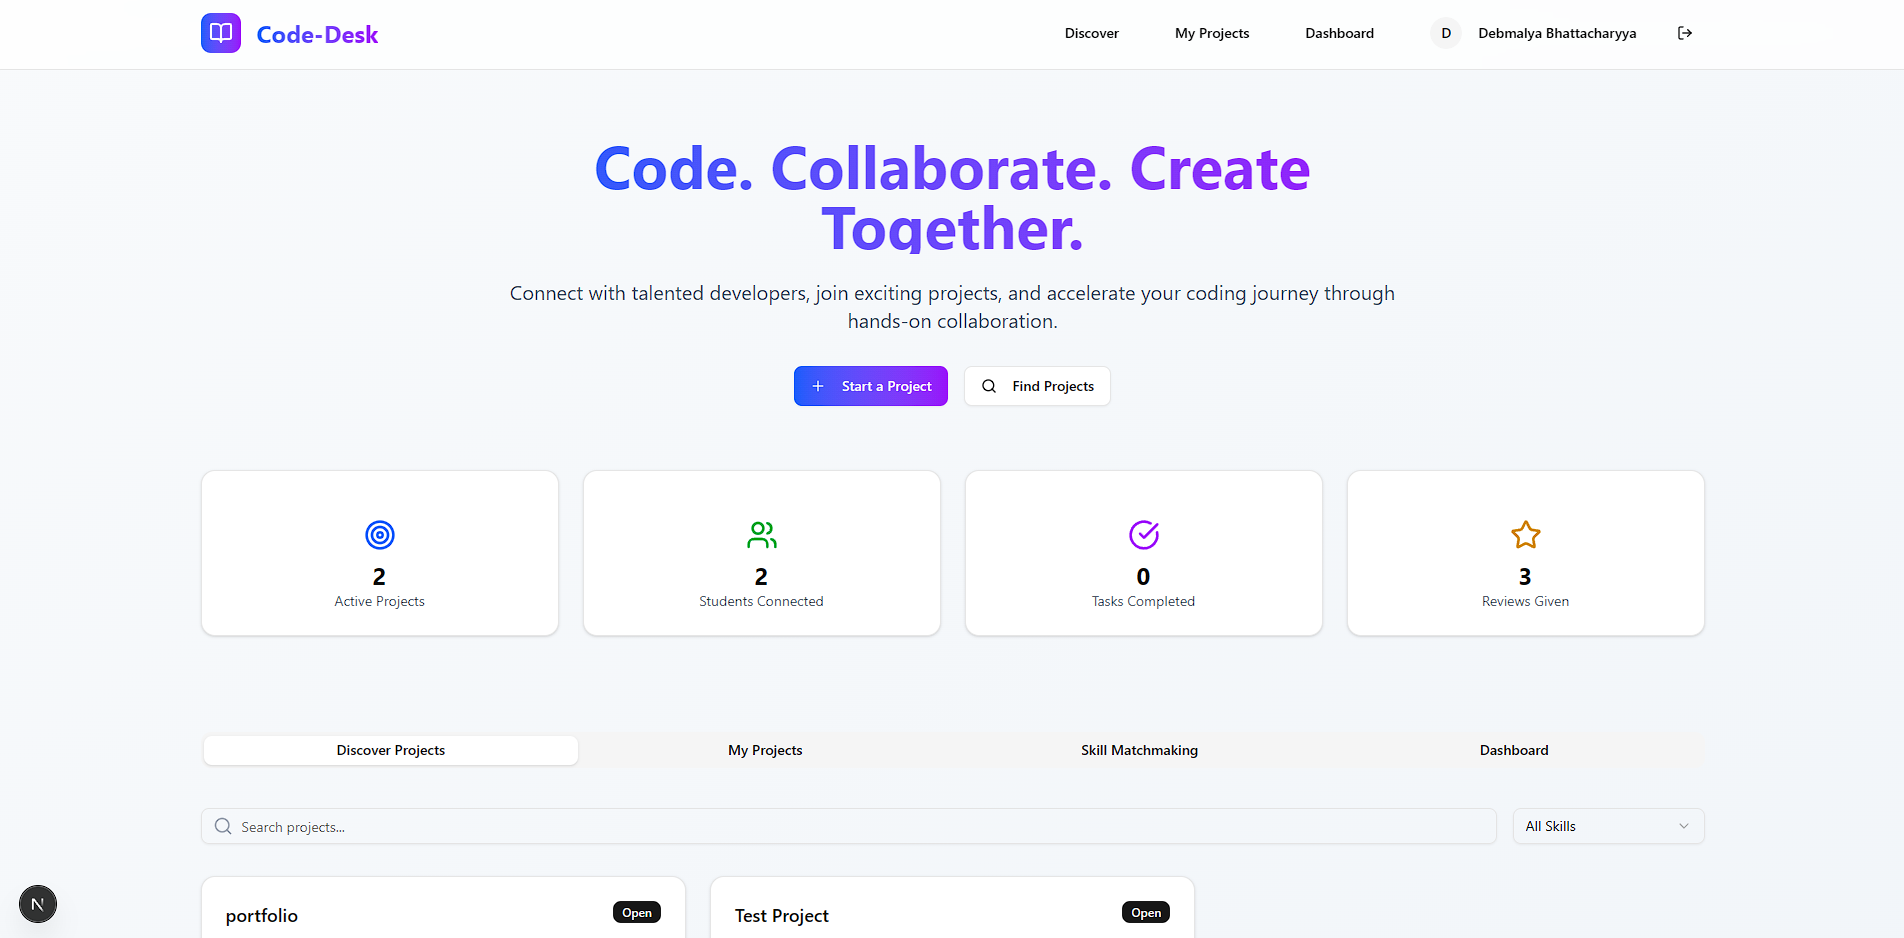 Code-Desk
Discover
My Projects
Dashboard
D
Debmalya Bhattacharyya
Code. Collaborate. Create
Together.
Connect with talented developers, join exciting projects, and accelerate your coding journey through
hands-on collaboration.
Start a Project
Find Projects
2
Active Projects
2
Students Connected
0
Tasks Completed
3
Reviews Given
Discover Projects
My Projects
Skill Matchmaking
Dashboard
Search projects...
All Skills
portfolio
Open
Test Project
Open
N